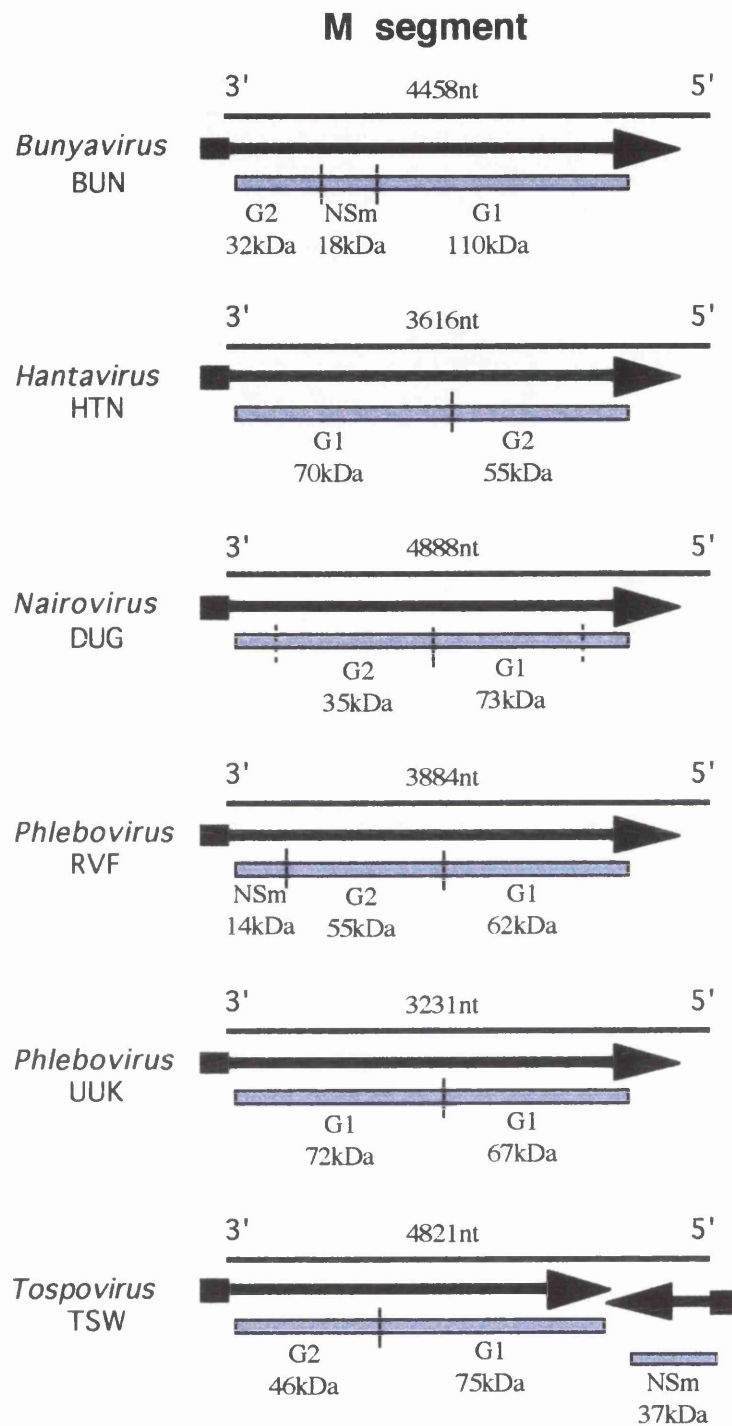 M segment
3' 4458nt 5'
Bunyavirus
BUN
G2 NSm G1
32kDa 18kDa 110kDa
3' 3616nt 5'
Hantavirus
HTN
G1 G2
70kDa 55kDa
3' 4888nt 5'
Nairovirus
DUG
G2 G1
35kDa 73kDa
3' 3884nt 5'
Phlebovirus
RVF
NSm G2 G1
14kDa 55kDa 62kDa
3' 3231nt 5'
Phlebovirus
UUK
G1 G1
72kDa 67kDa
3' 4821nt 5'
Tospovirus
TSW
G2 G1 NSm
46kDa 75kDa 37kDa